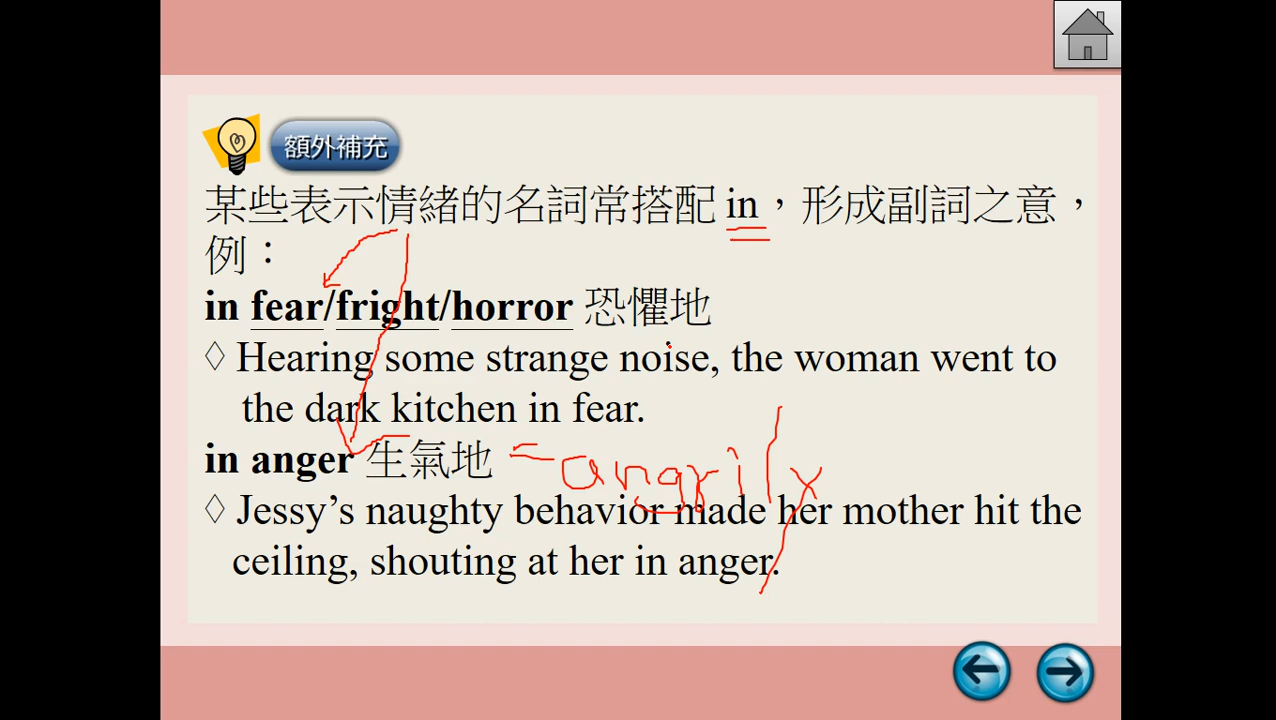 額外補充
某些表示情緒的名詞常搭配 in，形成副詞之意，
例：
in fear/fright/horror 恐懼地
◊ Hearing some strange noise, the woman went to
the dark kitchen in fear.
in anger 生氣地 =angrily
◊ Jessy’s naughty behavior made her mother hit the
ceiling, shouting at her in anger.